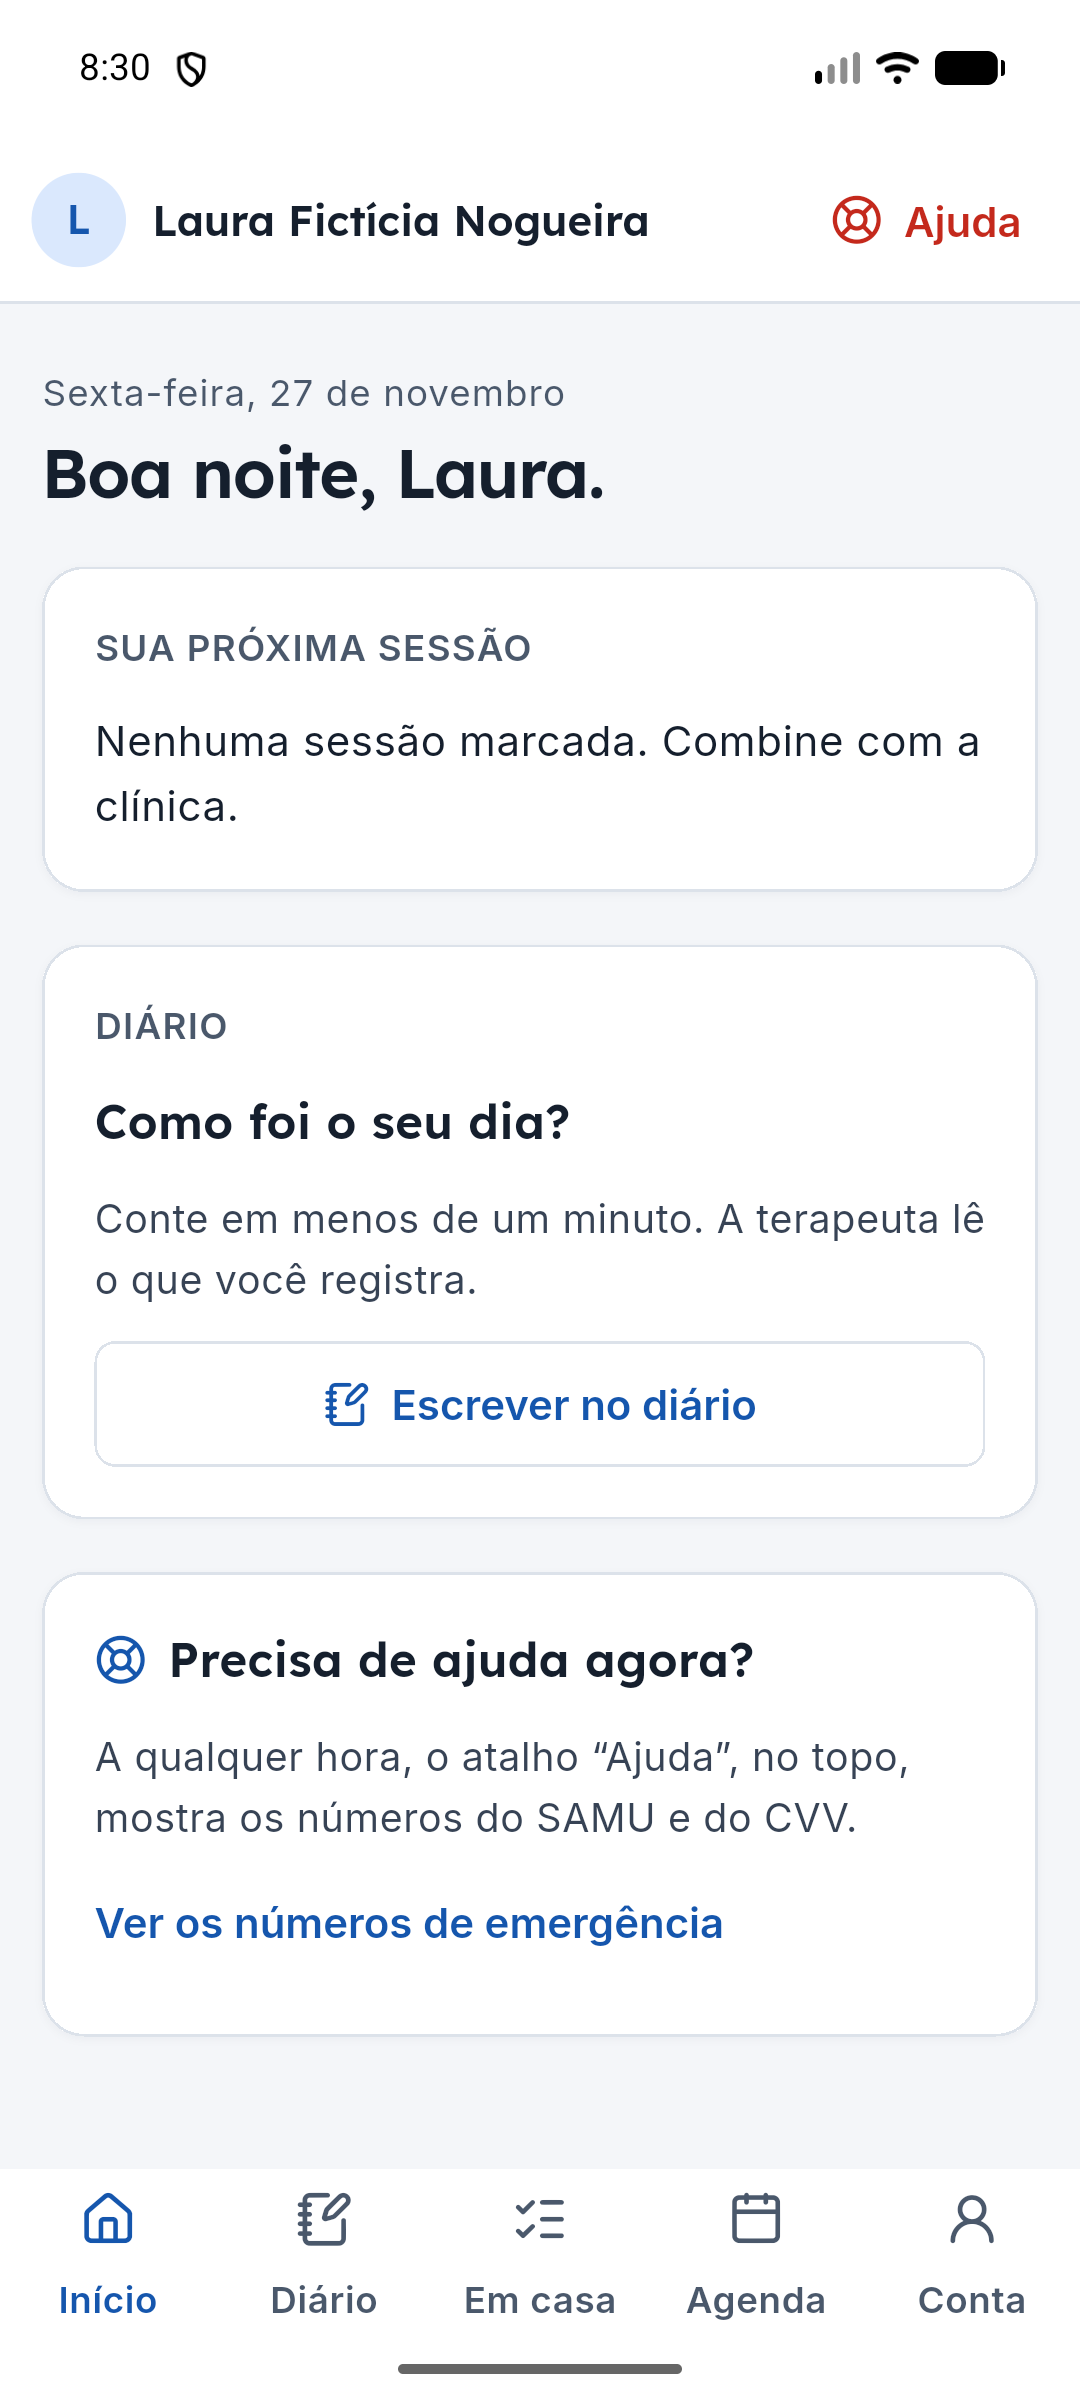 8:30
L
Laura Fictícia Nogueira
Ajuda
Sexta-feira, 27 de novembro
Boa noite, Laura.
SUA PRÓXIMA SESSÃO
Nenhuma sessão marcada. Combine com a
clínica.
DIÁRIO
Como foi o seu dia?
Conte em menos de um minuto. A terapeuta lê
o que você registra.
Escrever no diário
Precisa de ajuda agora?
A qualquer hora, o atalho “Ajuda”, no topo,
mostra os números do SAMU e do CVV.
Ver os números de emergência
Início
Diário
Em casa
Agenda
Conta